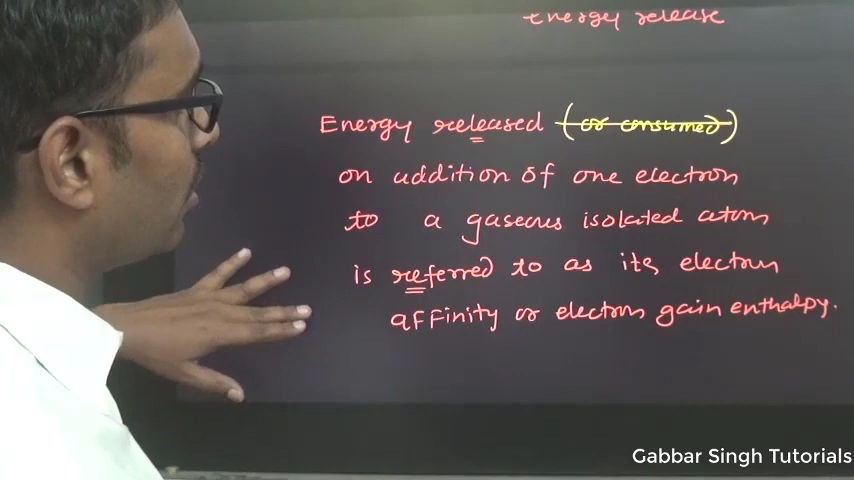 energy release
Energy released (or consumed)
on addition of one electron
to a gaseous isolated atom
is referred to as its electron
affinity or electron gain enthalpy.
Gabbar Singh Tutorials